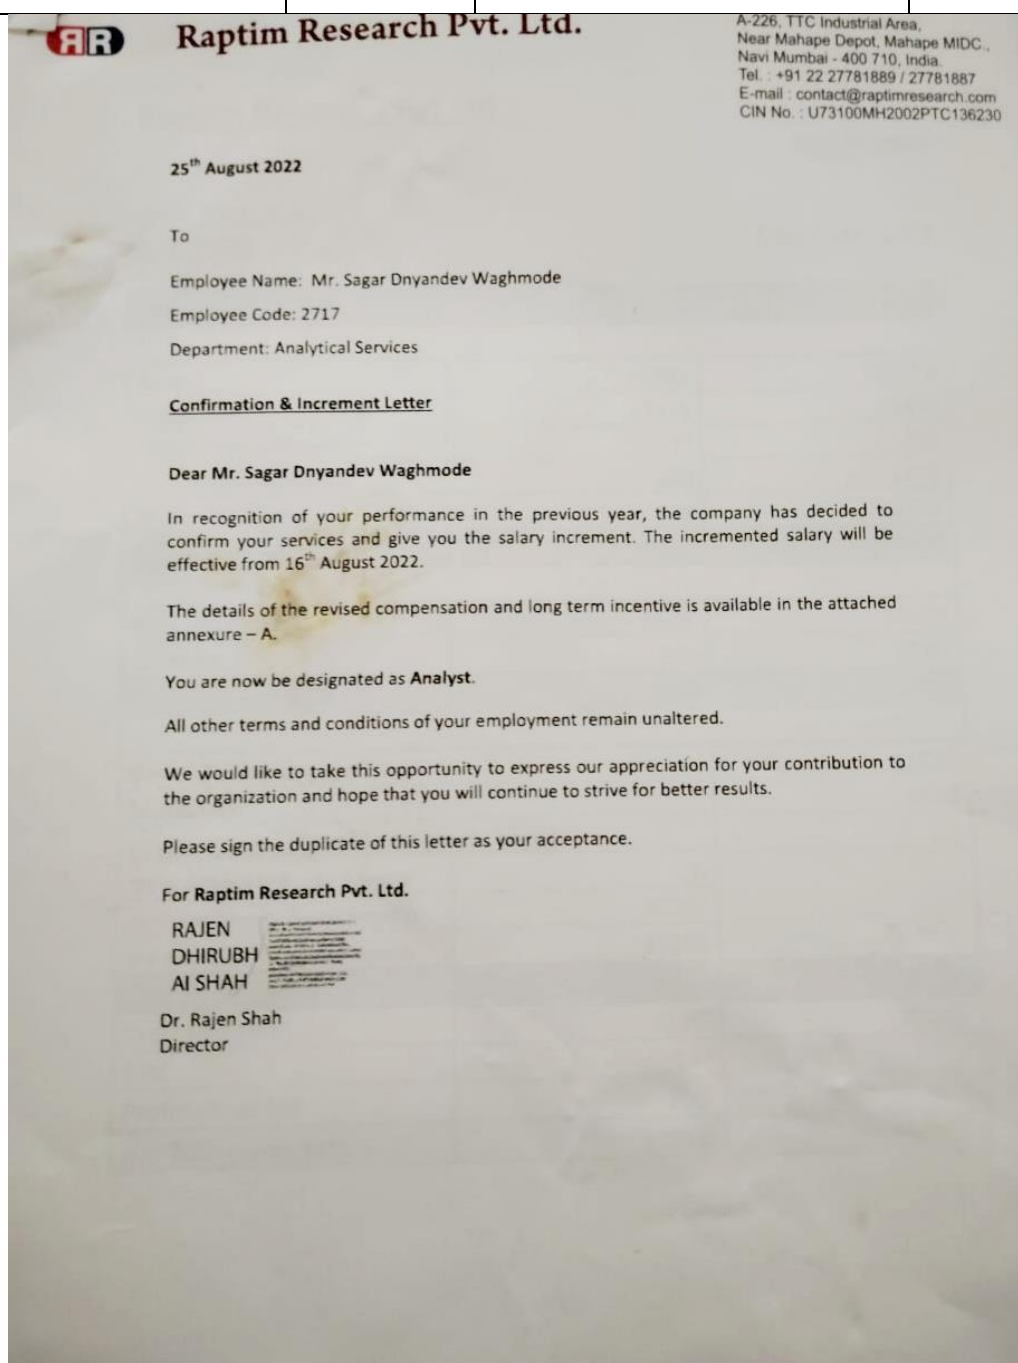 RR Raptim Research Pvt. Ltd.
A-226, TTC Industrial Area,
Near Mahape Depot, Mahape MIDC.,
Navi Mumbai - 400 710, India.
Tel. : +91 22 27781889 / 27781887
E-mail : contact@raptimresearch.com
CIN No. : U73100MH2002PTC136230
25th August 2022
To
Employee Name: Mr. Sagar Dnyandev Waghmode
Employee Code: 2717
Department: Analytical Services
Confirmation & Increment Letter
Dear Mr. Sagar Dnyandev Waghmode
In recognition of your performance in the previous year, the company has decided to
confirm your services and give you the salary increment. The incremented salary will be
effective from 16th August 2022.
The details of the revised compensation and long term incentive is available in the attached
annexure – A.
You are now be designated as Analyst.
All other terms and conditions of your employment remain unaltered.
We would like to take this opportunity to express our appreciation for your contribution to
the organization and hope that you will continue to strive for better results.
Please sign the duplicate of this letter as your acceptance.
For Raptim Research Pvt. Ltd.
RAJEN
DHIRUBH
AI SHAH
Dr. Rajen Shah
Director